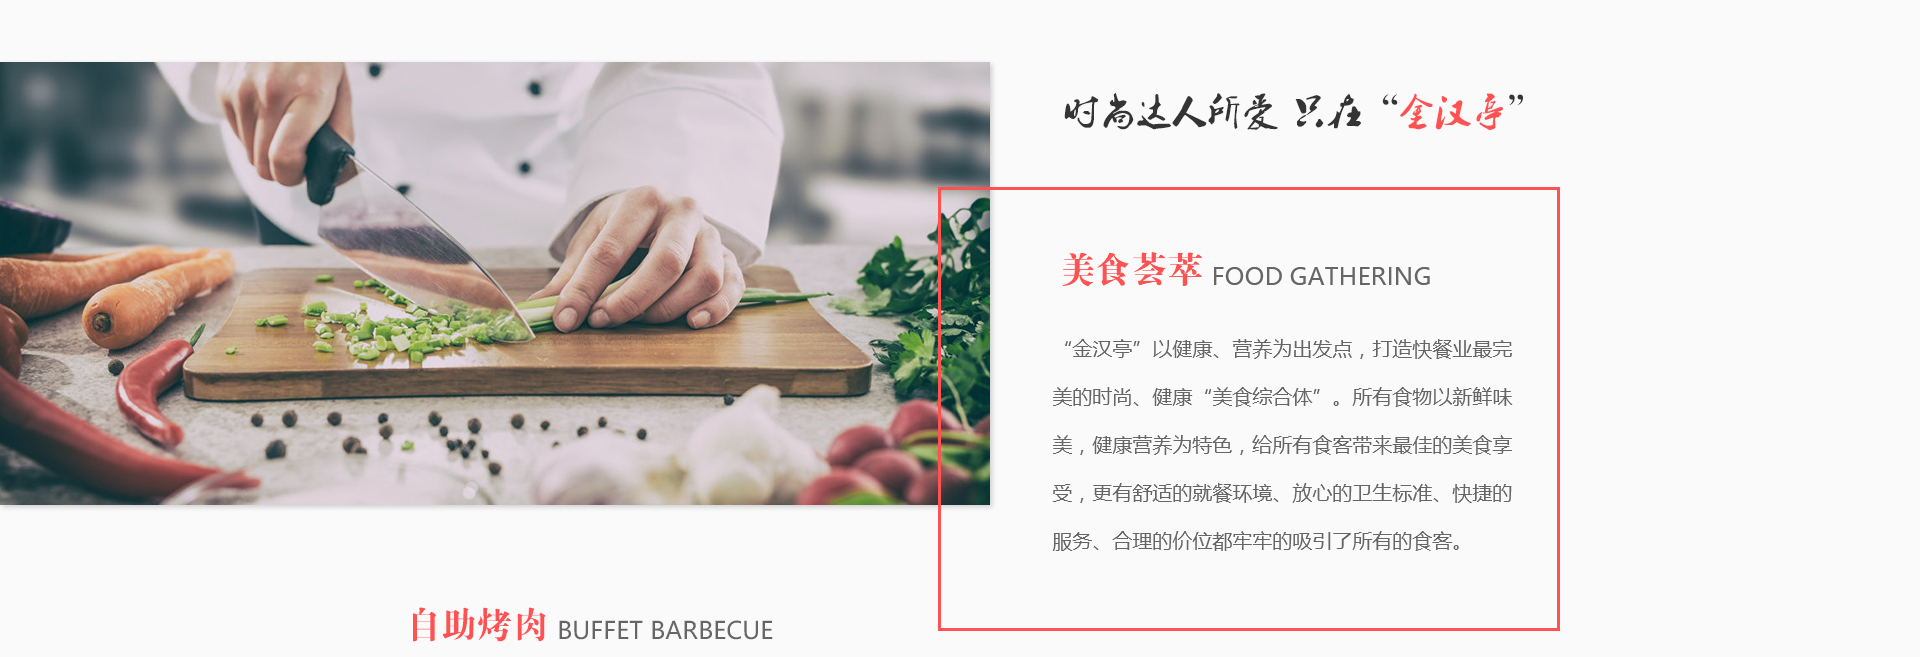 时尚达人所爱 只在“金汉亭”
美食荟萃 FOOD GATHERING
“金汉亭”以健康、营养为出发点，打造快餐业最完
美的时尚、健康“美食综合体”。所有食物以新鲜味
美，健康营养为特色，给所有食客带来最佳的美食享
受，更有舒适的就餐环境、放心的卫生标准、快捷的
服务、合理的价位都牢牢的吸引了所有的食客。
自助烤肉 BUFFET BARBECUE